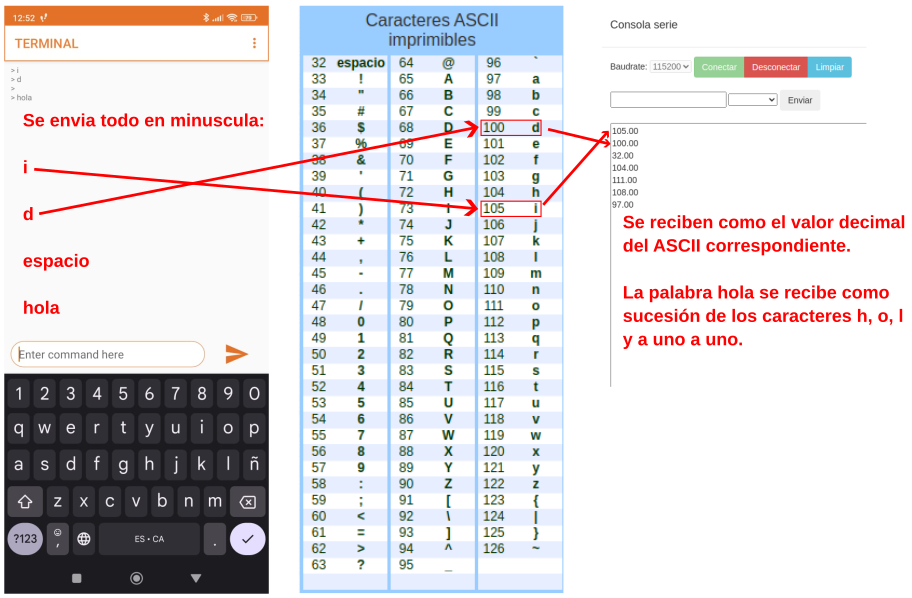 12:52
TERMINAL
> i
> d
>
> hola
Se envia todo en minuscula:
i
d
espacio
hola
Enter command here
1 2 3 4 5 6 7 8 9 0
q w e r t y u i o p
a s d f g h j k l ñ
z x c v b n m
?123 , ES • CA .
Caracteres ASCII
imprimibles
32 espacio 64 @ 96 `
33 ! 65 A 97 a
34 " 66 B 98 b
35 # 67 C 99 c
36 $ 68 D 100 d
37 % 69 E 101 e
38 & 70 F 102 f
39 ' 71 G 103 g
40 ( 72 H 104 h
41 ) 73 I 105 i
42 * 74 J 106 j
43 + 75 K 107 k
44 , 76 L 108 l
45 - 77 M 109 m
46 . 78 N 110 n
47 / 79 O 111 o
48 0 80 P 112 p
49 1 81 Q 113 q
50 2 82 R 114 r
51 3 83 S 115 s
52 4 84 T 116 t
53 5 85 U 117 u
54 6 86 V 118 v
55 7 87 W 119 w
56 8 88 X 120 x
57 9 89 Y 121 y
58 : 90 Z 122 z
59 ; 91 [ 123 {
60 < 92 \ 124 |
61 = 93 ] 125 }
62 > 94 ^ 126 ~
63 ? 95 _
Consola serie
Baudrate: 115200 Conectar Desconectar Limpiar
Enviar
105.00
100.00
32.00
104.00
111.00
108.00
97.00
Se reciben como el valor decimal
del ASCII correspondiente.
La palabra hola se recibe como
sucesión de los caracteres h, o, l
y a uno a uno.